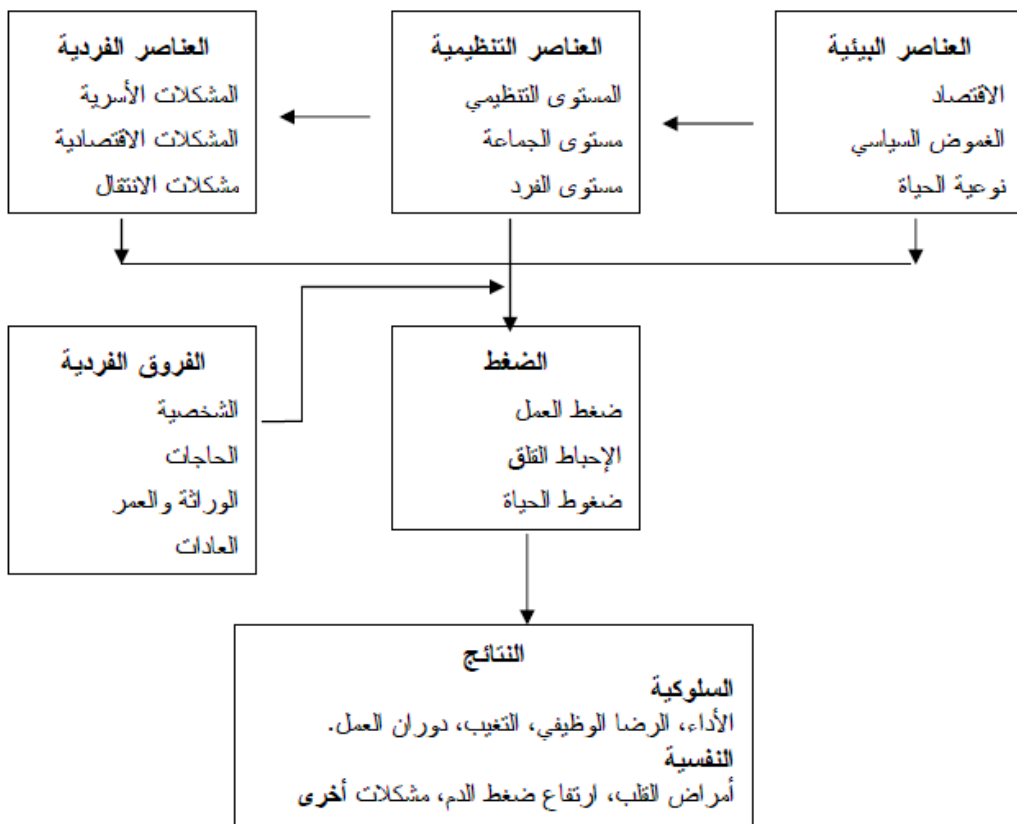 العناصر البيئية
الاقتصاد
الغموض السياسي
نوعية الحياة
العناصر التنظيمية
المستوى التنظيمي
مستوى الجماعة
مستوى الفرد
العناصر الفردية
المشكلات الأسرية
المشكلات الاقتصادية
مشكلات الانتقال
الضغط
ضغط العمل
الإحباط القلق
ضغوط الحياة
الفروق الفردية
الشخصية
الحاجات
الوراثة والعمر
العادات
النتائج
السلوكية
الأداء، الرضا الوظيفي، التغيب، دوران العمل.
النفسية
أمراض القلب، ارتفاع ضغط الدم، مشكلات أخرى